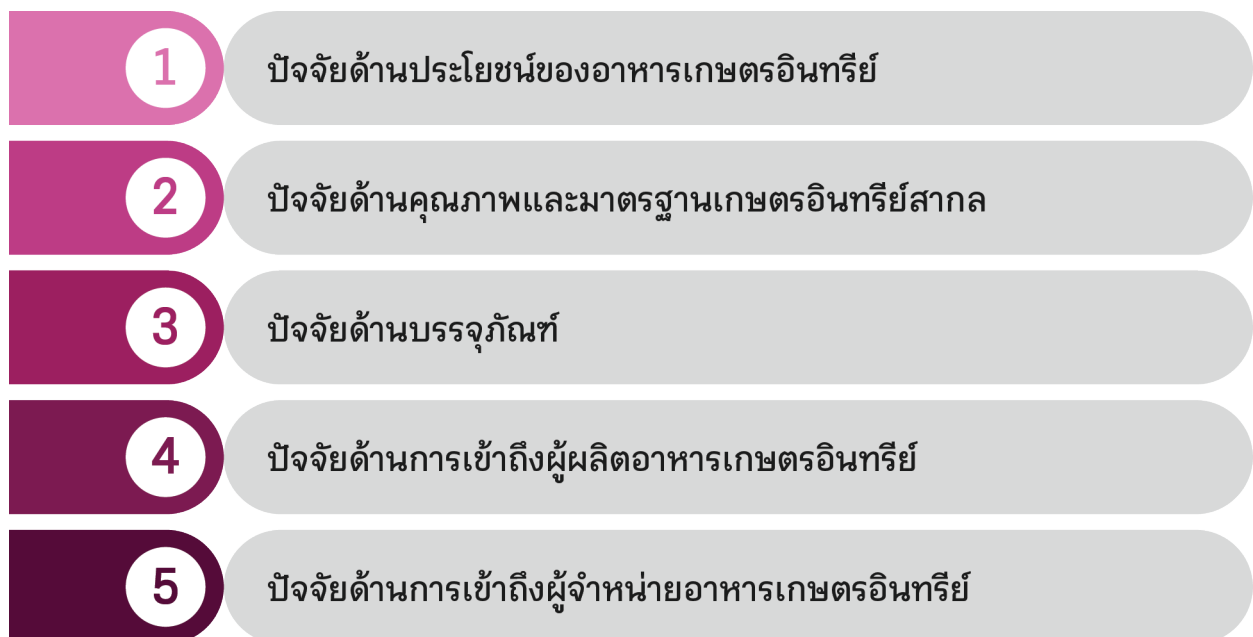 1 ปัจจัยด้านประโยชน์ของอาหารเกษตรอินทรีย์
2 ปัจจัยด้านคุณภาพและมาตรฐานเกษตรอินทรีย์สากล
3 ปัจจัยด้านบรรจุภัณฑ์
4 ปัจจัยด้านการเข้าถึงผู้ผลิตอาหารเกษตรอินทรีย์
5 ปัจจัยด้านการเข้าถึงผู้จำหน่ายอาหารเกษตรอินทรีย์